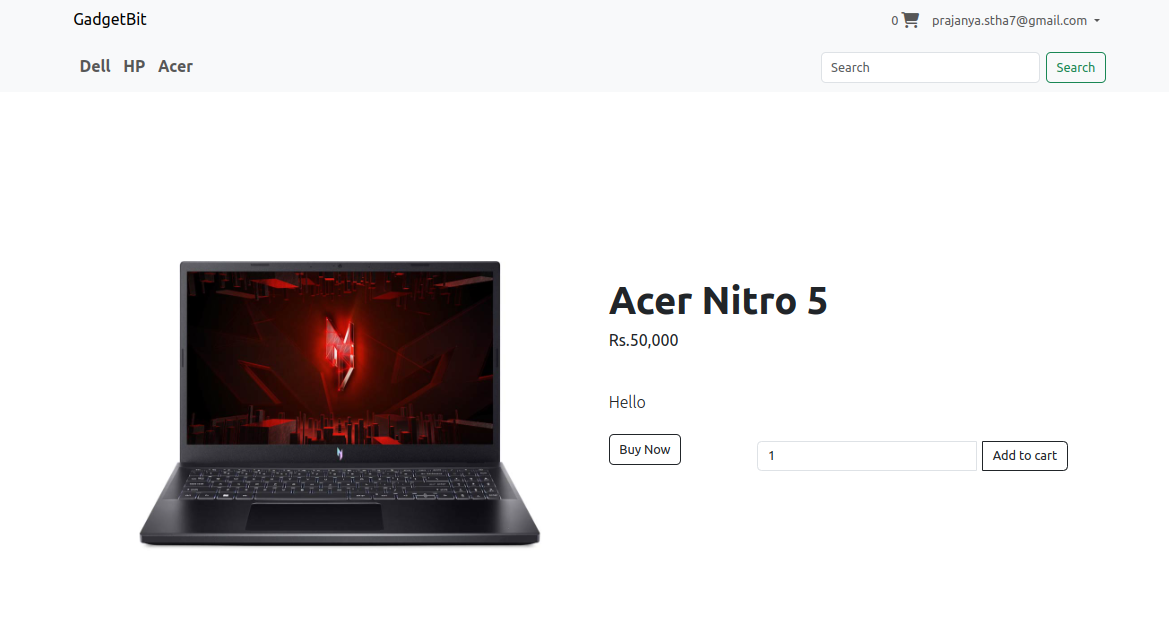 GadgetBit
0 prajanya.stha7@gmail.com
Dell HP Acer
Search Search
Acer Nitro 5
Rs.50,000
Hello
Buy Now 1 Add to cart